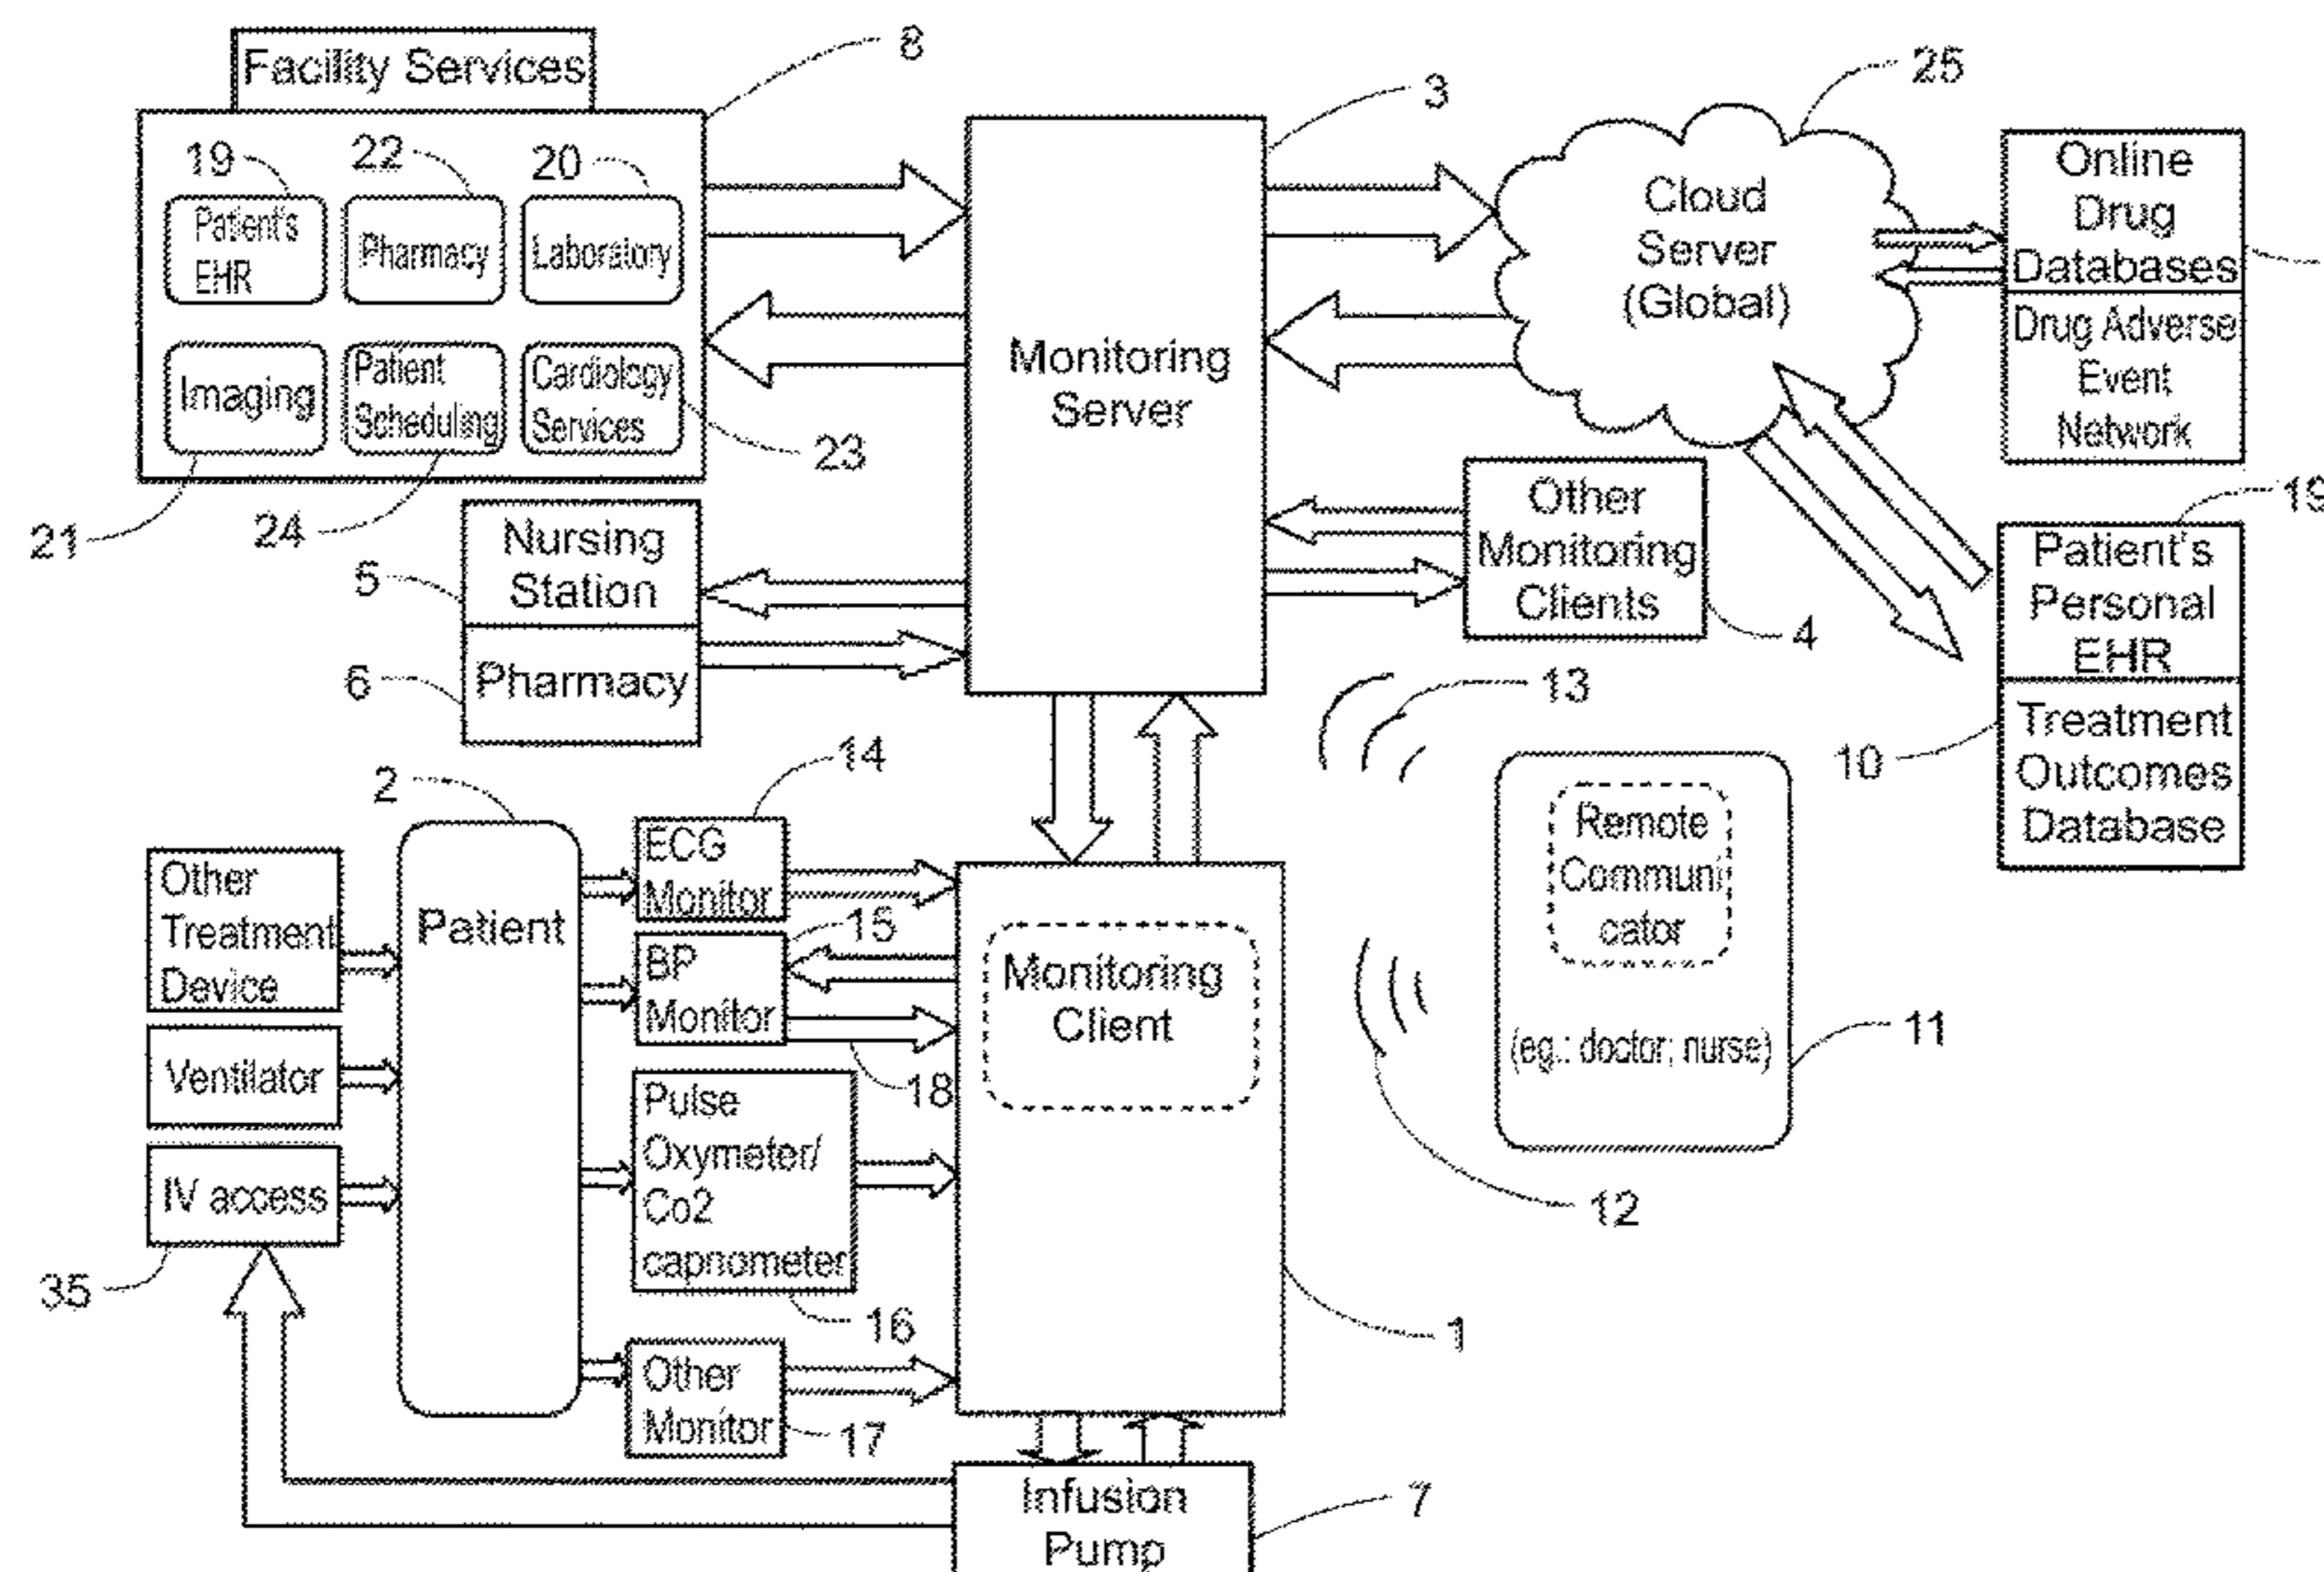 Facility Services
8
3
25
19
22
20
Patient's
EHR
Pharmacy
Laboratory
Imaging
Patient
Scheduling
Cardiology
Services
21
24
23
Monitoring
Server
Cloud
Server
(Global)
Online
Drug
Databases
Drug Adverse
Event
Network
Nursing
Station
5
Pharmacy
6
Other
Monitoring
Clients
4
19
Patient's
Personal
EHR
10
Treatment
Outcomes
Database
13
2
14
Other
Treatment
Device
Patient
ECG
Monitor
15
BP
Monitor
18
Monitoring
Client
Remote
Communi
cator
(eg.: doctor; nurse)
11
12
Ventilator
IV access
35
Pulse
Oxymeter/
Co2
capnometer
16
1
Other
Monitor
17
Infusion
Pump
7